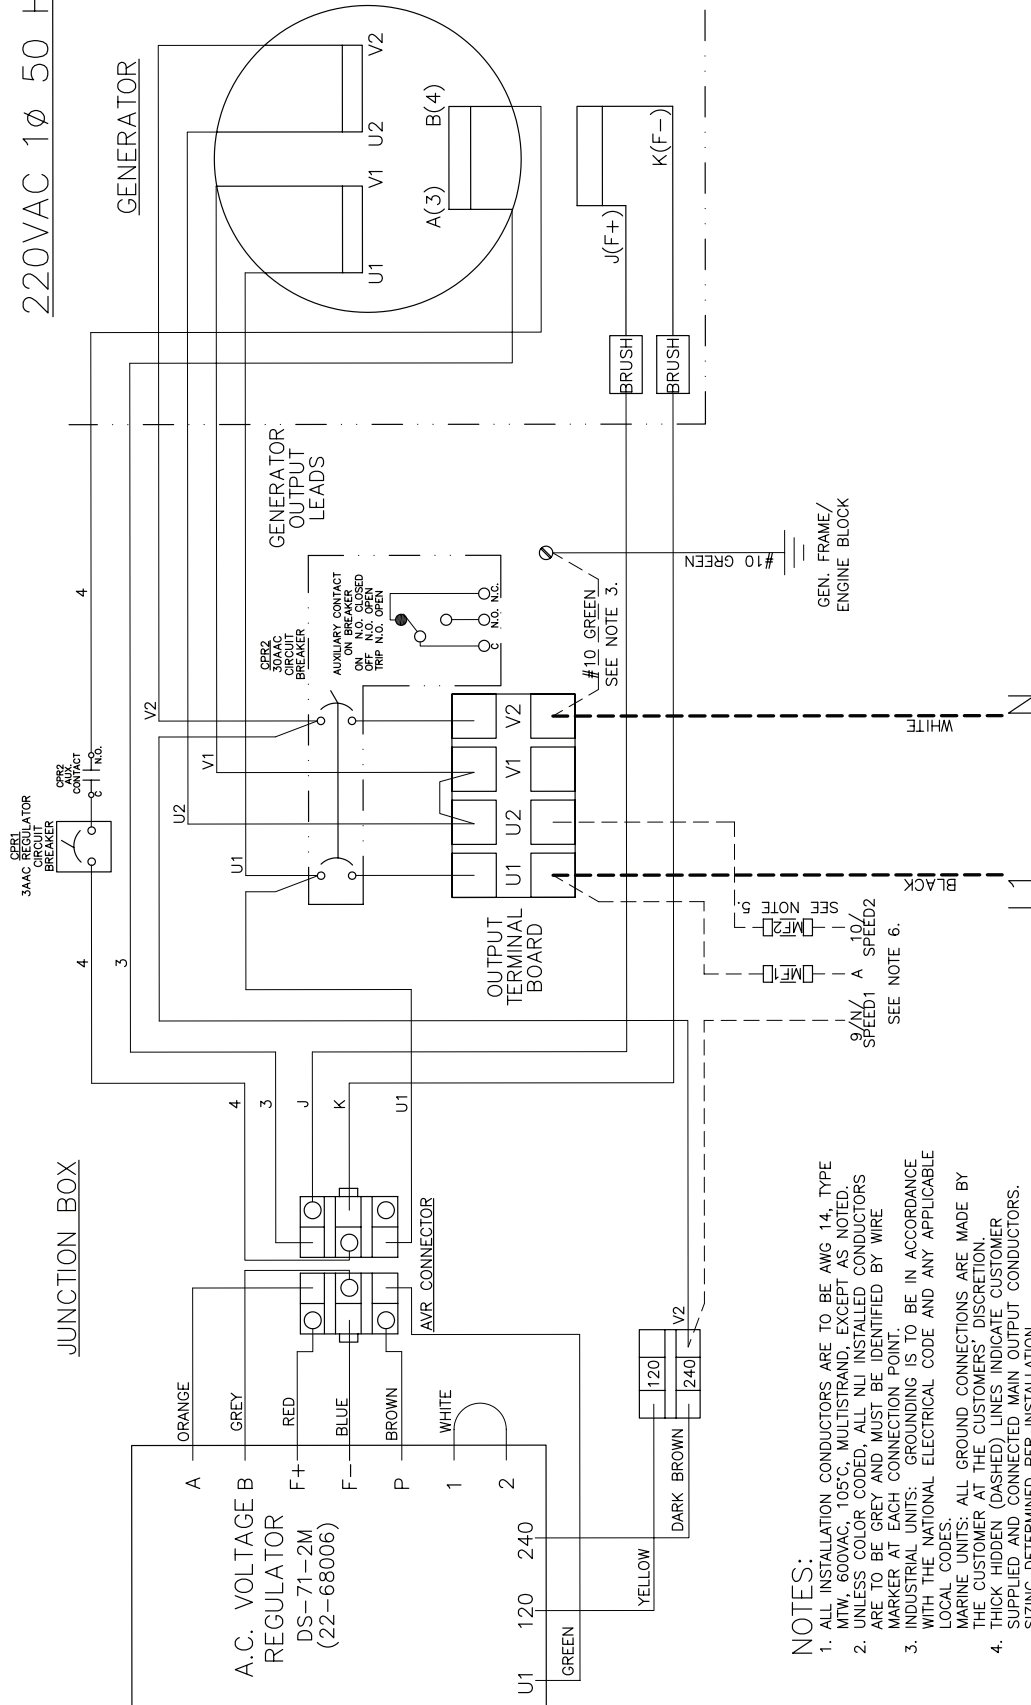 220VAC 1ø 50 H
GENERATOR
V2
U2
V1
U1
B(4)
A(3)
J(F+)
K(F-)
BRUSH
BRUSH
GENERATOR
OUTPUT
LEADS
4
CPR2
30AAC
CIRCUIT
BREAKER
AUXILIARY CONTACT
ON BREAKER
ON N.O. CLOSED
OFF N.O. OPEN
TRIP N.O. OPEN
C
N.O.
N.C.
#10 GREEN
SEE NOTE 3.
#10 GREEN
GEN. FRAME/
ENGINE BLOCK
CPR1
3AAC REGULATOR
CIRCUIT
BREAKER
CPR2
AUX.
CONTACT
C
N.O.
V2
V1
U2
U1
4
3
U1
U2
V1
V2
OUTPUT
TERMINAL
BOARD
WHITE
N
BLACK
L1
SEE NOTE 5.
MF2
MF1
9/N/
SPEED1
A
10/
SPEED2
SEE NOTE 6.
JUNCTION BOX
4
3
J
K
U1
AVR CONNECTOR
ORANGE
GREY
RED
BLUE
BROWN
WHITE
A
B
F+
F-
P
1
2
A.C. VOLTAGE
REGULATOR
DS-71-2M
(22-68006)
U1
120
240
GREEN
YELLOW
DARK BROWN
120
240
V2
NOTES:
1. ALL INSTALLATION CONDUCTORS ARE TO BE AWG 14, TYPE
MTW, 600VAC, 105°C, MULTISTRAND, EXCEPT AS NOTED.
2. UNLESS COLOR CODED, ALL NLI INSTALLED CONDUCTORS
ARE TO BE GREY AND MUST BE IDENTIFIED BY WIRE
MARKER AT EACH CONNECTION POINT.
3. INDUSTRIAL UNITS: GROUNDING IS TO BE IN ACCORDANCE
WITH THE NATIONAL ELECTRICAL CODE AND ANY APPLICABLE
LOCAL CODES.
MARINE UNITS: ALL GROUND CONNECTIONS ARE MADE BY
THE CUSTOMER AT THE CUSTOMERS' DISCRETION.
4. THICK HIDDEN (DASHED) LINES INDICATE CUSTOMER
SUPPLIED AND CONNECTED MAIN OUTPUT CONDUCTORS.
SIZING DETERMINED PER INSTALLATION